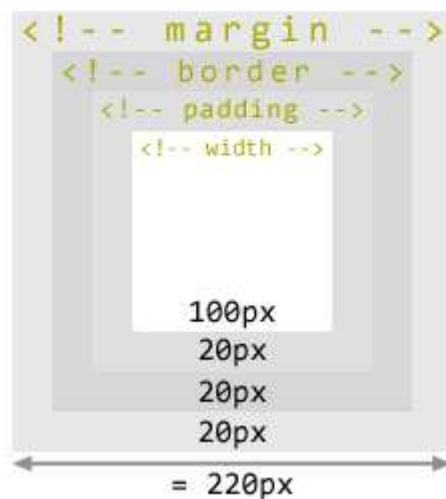 <!-- margin -->
<!-- border -->
<!-- padding -->
<!-- width -->
100px
20px
20px
20px
= 220px